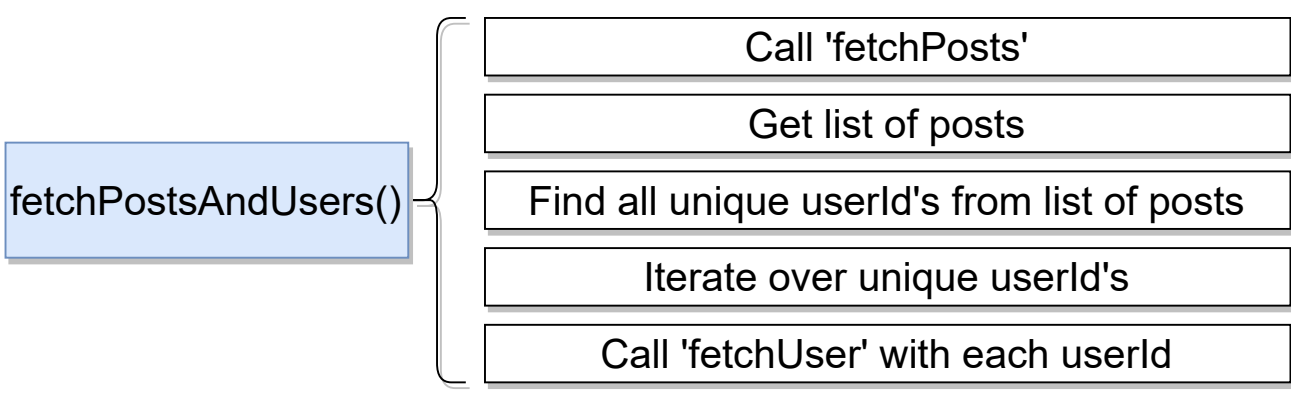 fetchPostsAndUsers()
Call 'fetchPosts'
Get list of posts
Find all unique userId's from list of posts
Iterate over unique userId's
Call 'fetchUser' with each userId